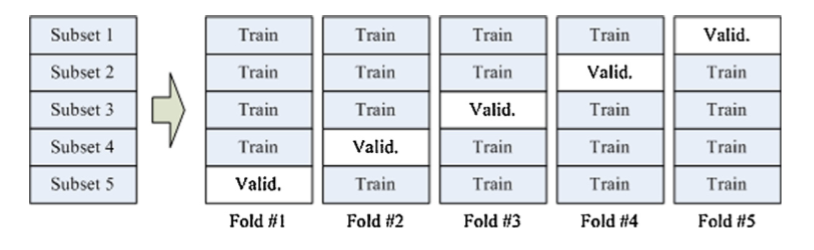 Subset 1 Train Train Train Train Valid.
Subset 2 Train Train Train Valid. Train
Subset 3 Train Train Valid. Train Train
Subset 4 Train Valid. Train Train Train
Subset 5 Valid. Train Train Train Train
Fold #1 Fold #2 Fold #3 Fold #4 Fold #5